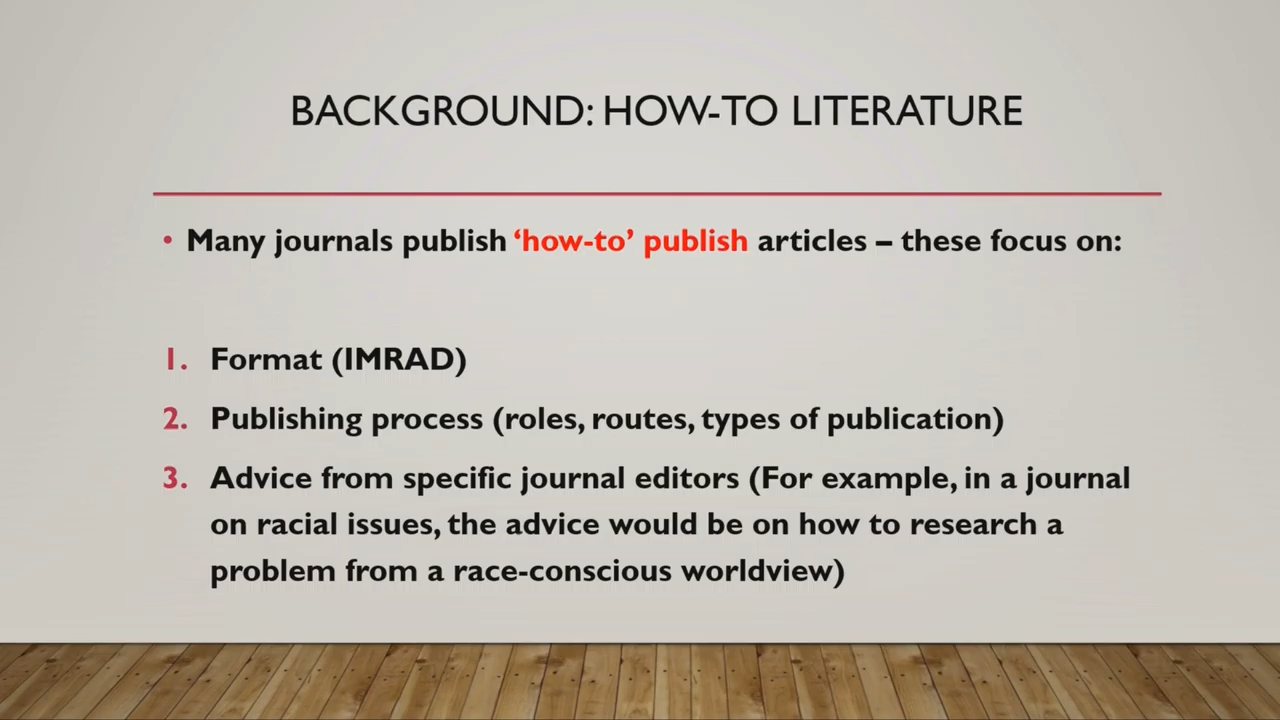 BACKGROUND: HOW-TO LITERATURE
• Many journals publish ‘how-to’ publish articles – these focus on:
1. Format (IMRAD)
2. Publishing process (roles, routes, types of publication)
3. Advice from specific journal editors (For example, in a journal
on racial issues, the advice would be on how to research a
problem from a race-conscious worldview)